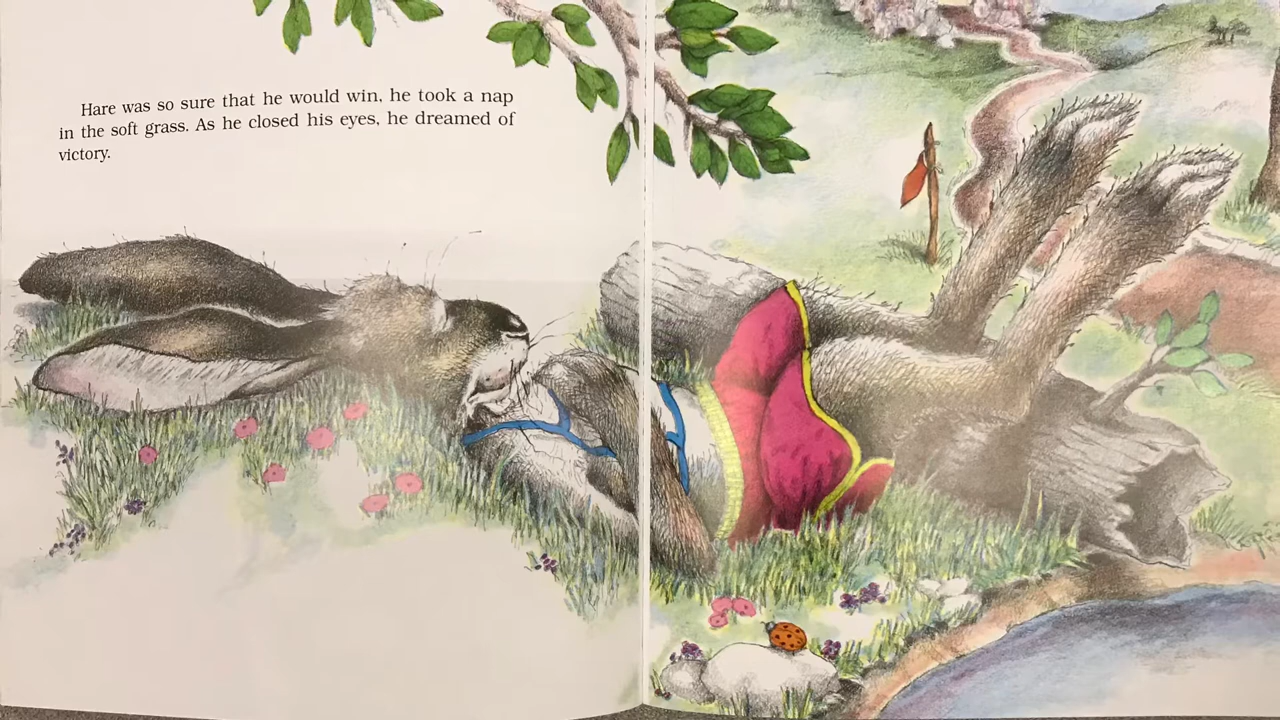 Hare was so sure that he would win, he took a nap
in the soft grass. As he closed his eyes, he dreamed of
victory.